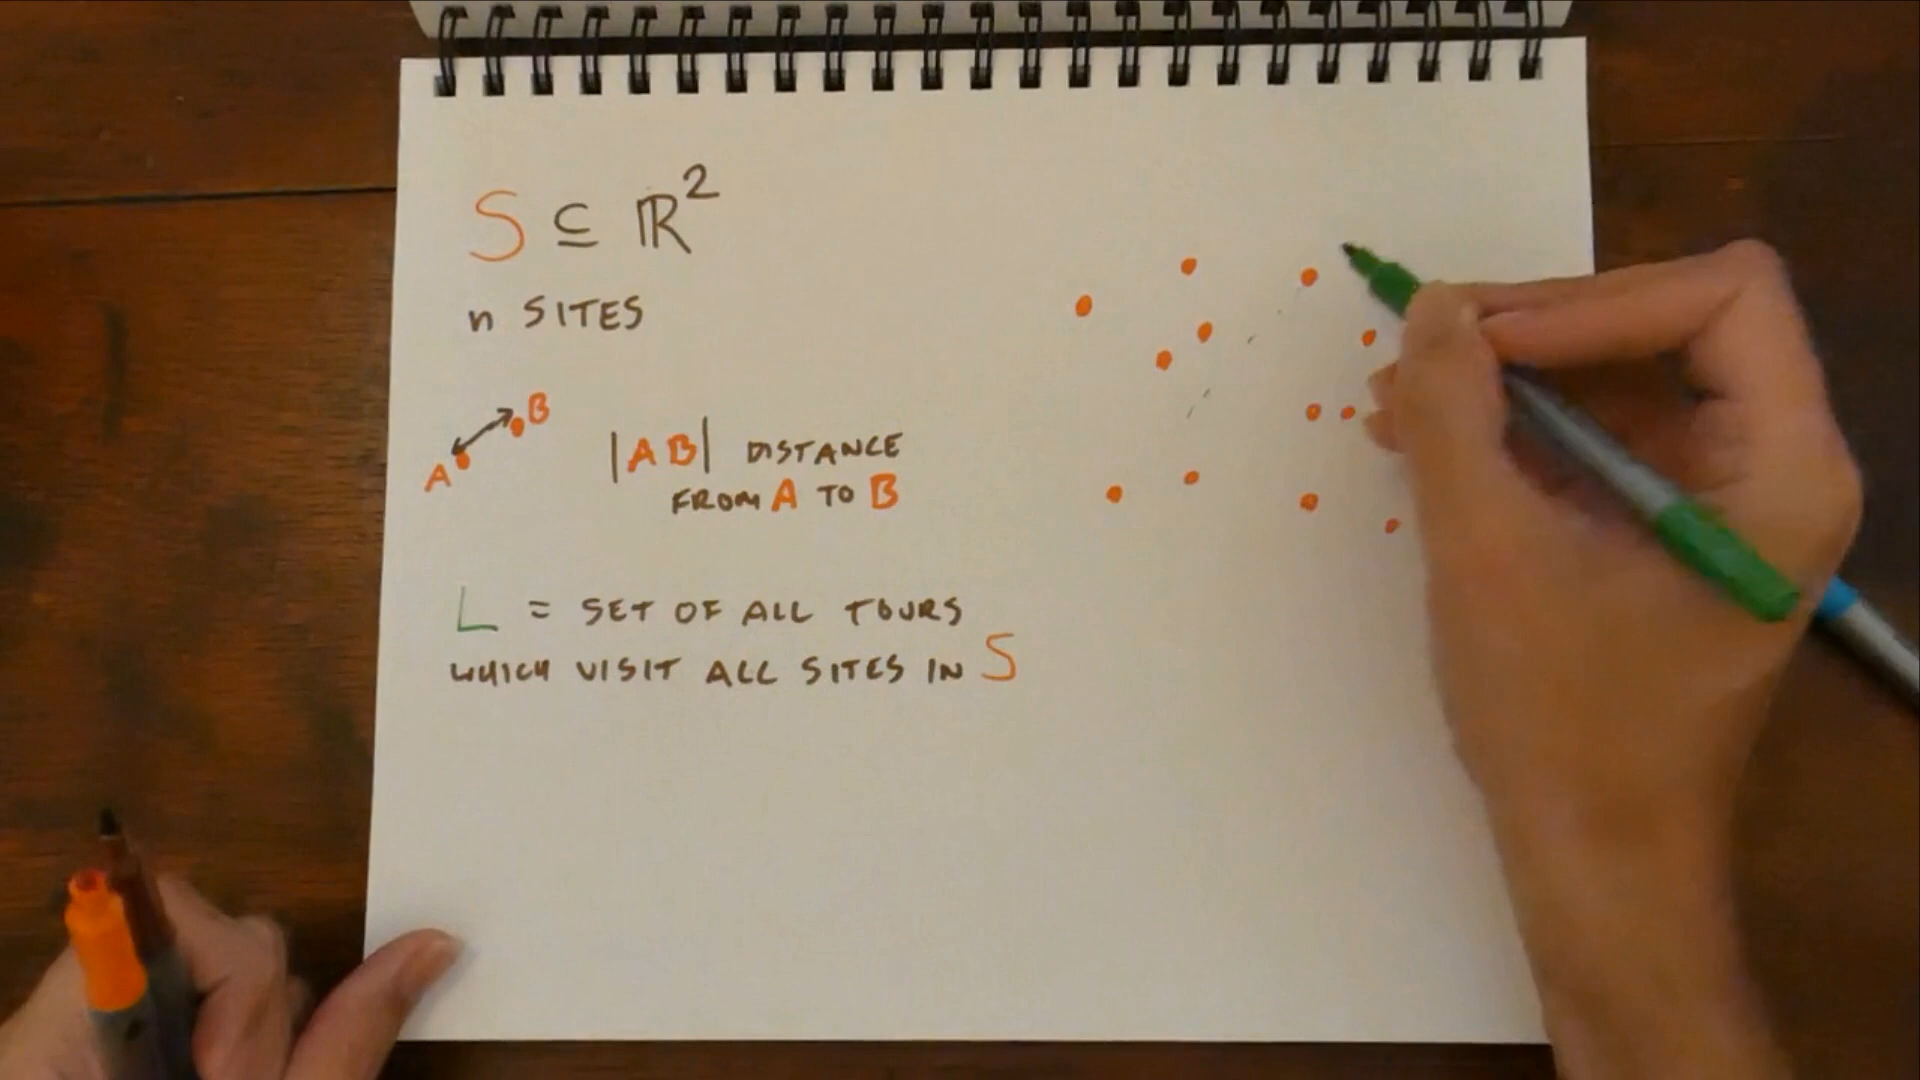 S ⊆ ℝ²
n SITES
A B
|AB| DISTANCE
FROM A TO B
L = SET OF ALL TOURS
WHICH VISIT ALL SITES IN S